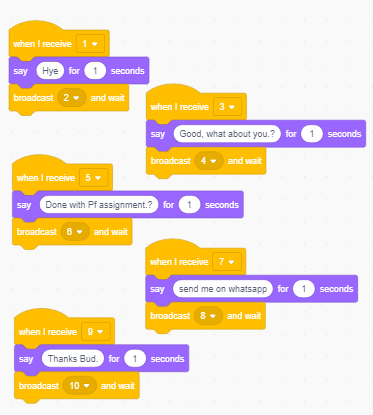 when I receive 1
say Hye for 1 seconds
broadcast 2 and wait
when I receive 3
say Good, what about you.? for 1 seconds
broadcast 4 and wait
when I receive 5
say Done with Pf assignment.? for 1 seconds
broadcast 6 and wait
when I receive 7
say send me on whatsapp for 1 seconds
broadcast 8 and wait
when I receive 9
say Thanks Bud. for 1 seconds
broadcast 10 and wait